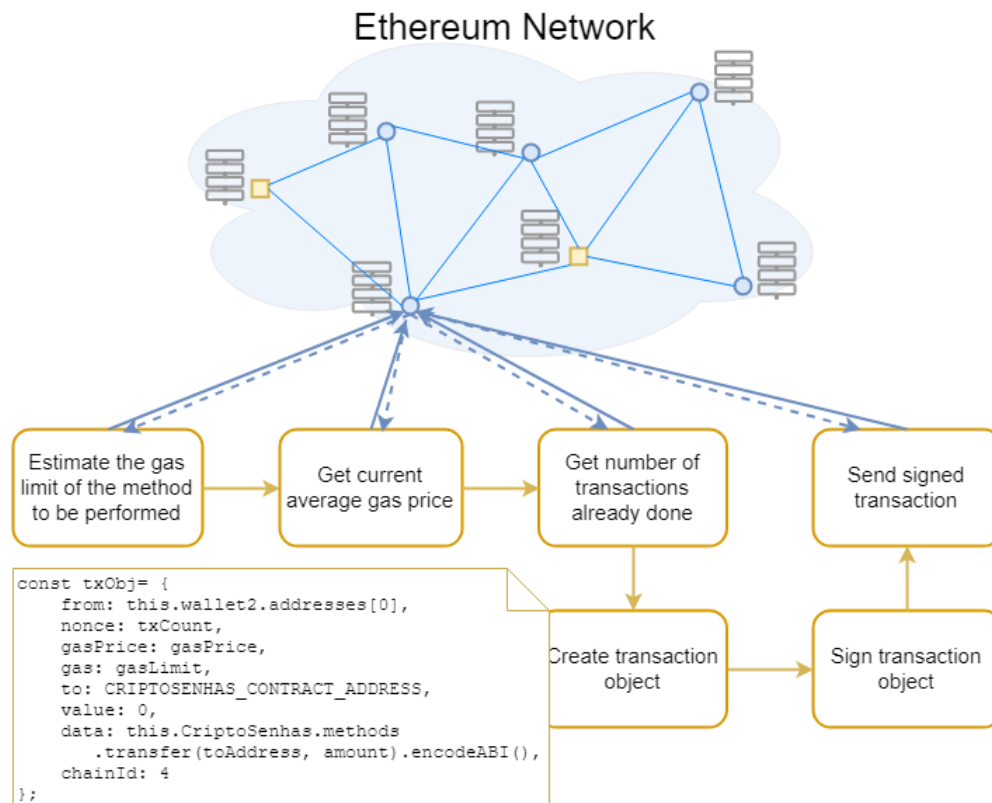 Ethereum Network
Estimate the gas
limit of the method
to be performed
Get current
average gas price
Get number of
transactions
already done
Send signed
transaction
const txObj= {
    from: this.wallet2.addresses[0],
    nonce: txCount,
    gasPrice: gasPrice,
    gas: gasLimit,
    to: CRIPTOSENHAS_CONTRACT_ADDRESS,
    value: 0,
    data: this.CriptoSenhas.methods
       .transfer(toAddress, amount).encodeABI(),
    chainId: 4
};
Create transaction
object
Sign transaction
object